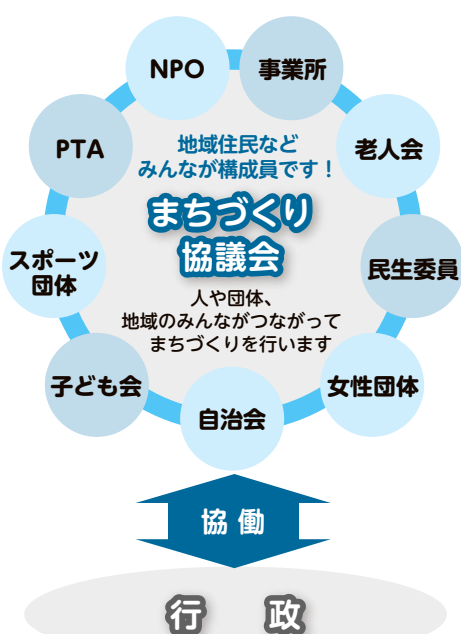 NPO
事業所
PTA
老人会
地域住民など
みんなが構成員です！
まちづくり
協議会
スポーツ
団体
民生委員
人や団体、
地域のみんながつながって
まちづくりを行います
子ども会
女性団体
自治会
協働
行政